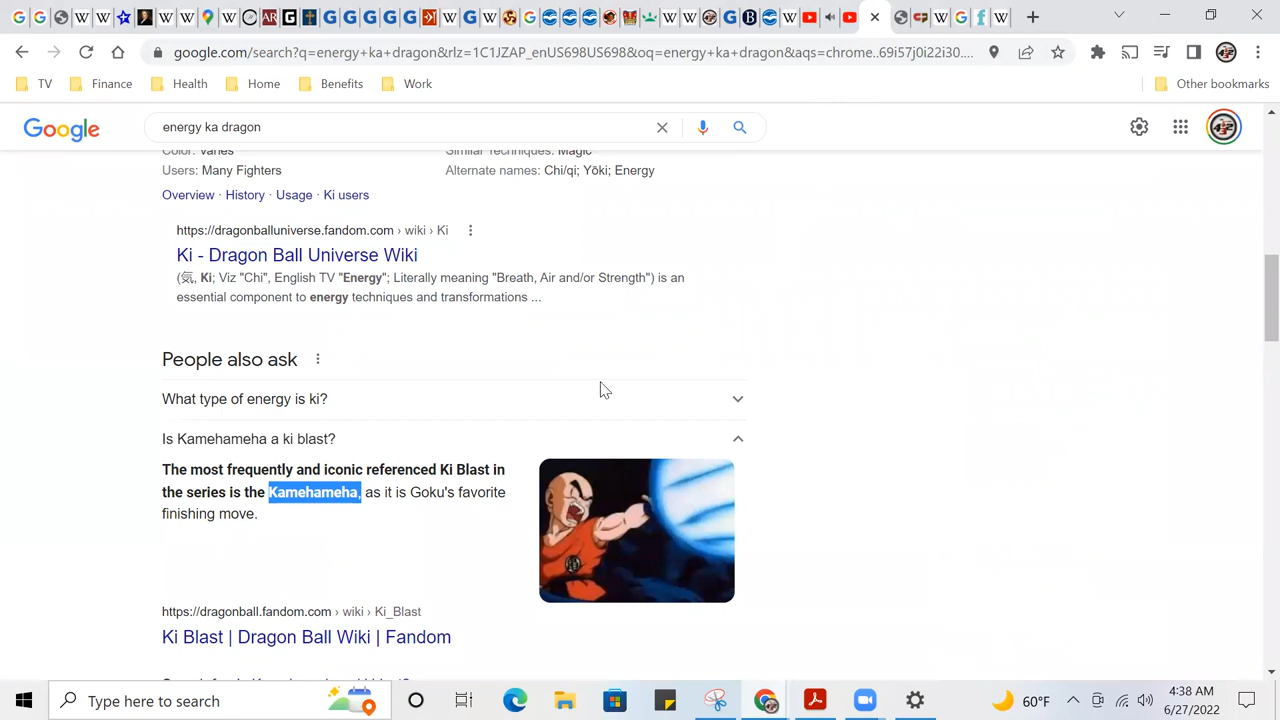 google.com/search?q=energy+ka+dragon&rlz=1C1JZAP_enUS698US698&oq=energy+ka+dragon&aqs=chrome..69i57j0i22i30....
TV Finance Health Home Benefits Work Other bookmarks
Google energy ka dragon
Color: Varies Similar Techniques: Magic
Users: Many Fighters Alternate names: Chi/qi; Yōki; Energy
Overview · History · Usage · Ki users
https://dragonballuniverse.fandom.com › wiki › Ki
Ki - Dragon Ball Universe Wiki
(気, Ki; Viz "Chi", English TV "Energy"; Literally meaning "Breath, Air and/or Strength") is an
essential component to energy techniques and transformations ...
People also ask
What type of energy is ki?
Is Kamehameha a ki blast?
The most frequently and iconic referenced Ki Blast in
the series is the Kamehameha, as it is Goku's favorite
finishing move.
https://dragonball.fandom.com › wiki › Ki_Blast
Ki Blast | Dragon Ball Wiki | Fandom
Type here to search
60°F
4:38 AM
6/27/2022